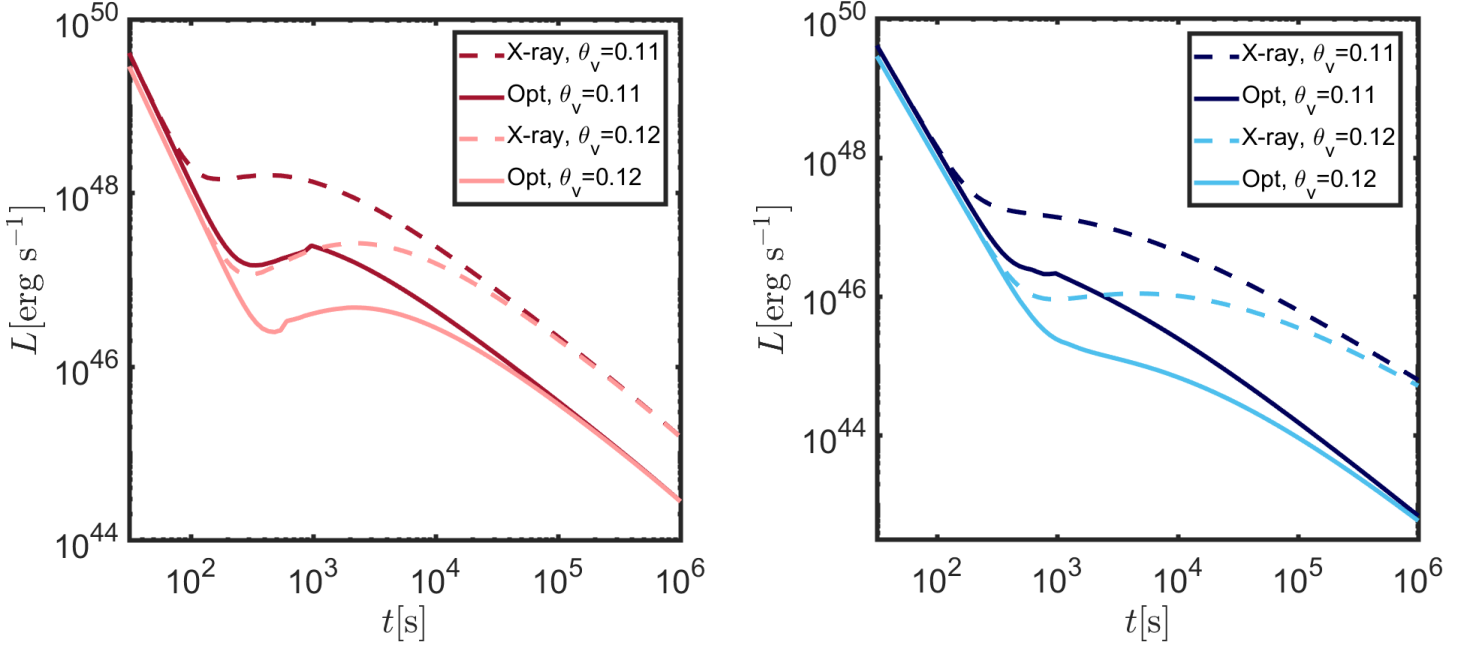 10^50
10^48
10^46
10^44
L[erg s^−1]
10^2 10^3 10^4 10^5 10^6
t[s]
X-ray, θ_v=0.11
Opt, θ_v=0.11
X-ray, θ_v=0.12
Opt, θ_v=0.12
10^50
10^48
10^46
10^44
L[erg s^−1]
10^2 10^3 10^4 10^5 10^6
t[s]
X-ray, θ_v=0.11
Opt, θ_v=0.11
X-ray, θ_v=0.12
Opt, θ_v=0.12